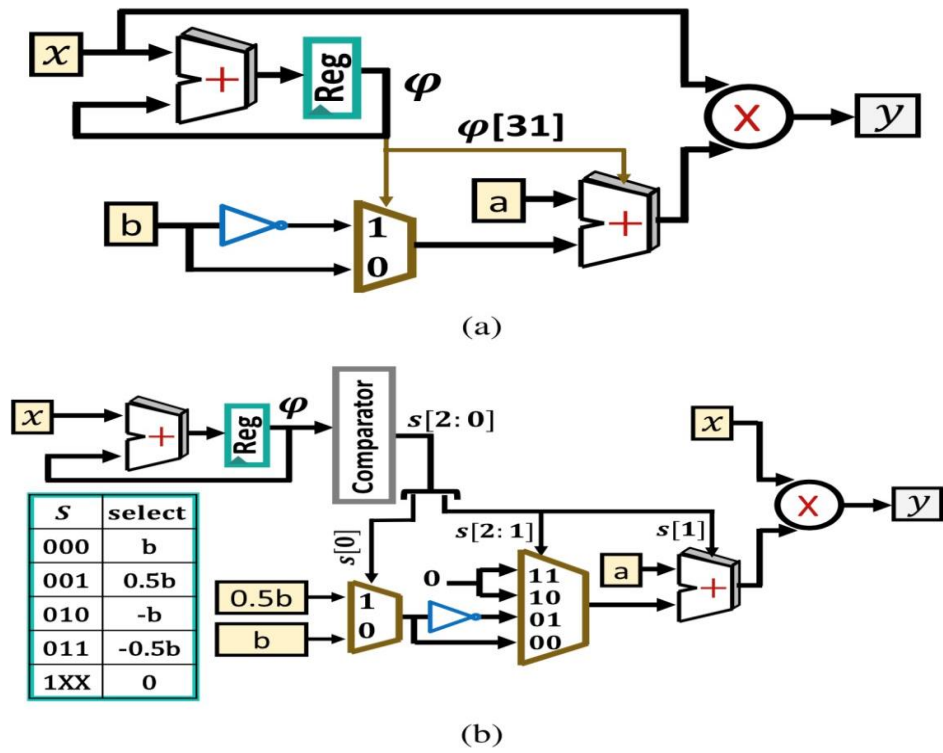 x
+
Reg
φ
φ[31]
X
y
a
+
b
1
0
(a)
x
+
Reg
φ
Comparator
s[2:0]
x
X
y
S select
000 b
001 0.5b
010 -b
011 -0.5b
1XX 0
s[0]
s[2:1]
s[1]
0.5b
b
1
0
0
11
10
01
00
a
+
(b)